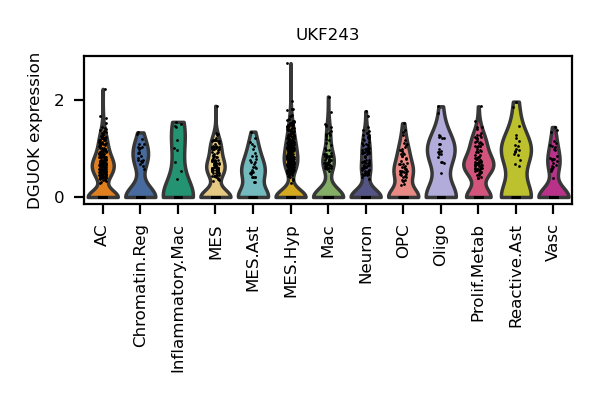 UKF243
DGUOK expression
2
0
AC
Chromatin.Reg
Inflammatory.Mac
MES
MES.Ast
MES.Hyp
Mac
Neuron
OPC
Oligo
Prolif.Metab
Reactive.Ast
Vasc